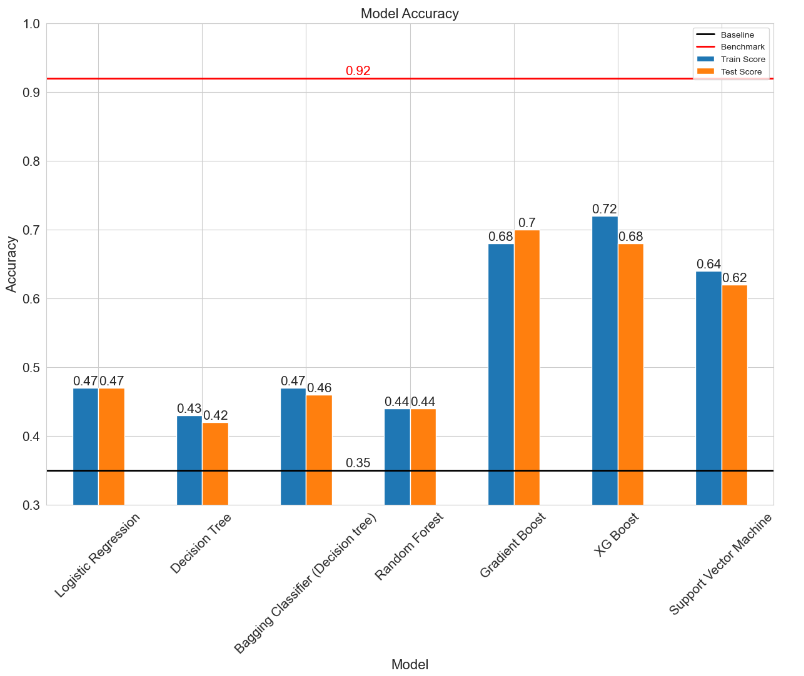 Model Accuracy
1.0
0.9
0.8
0.7
0.6
0.5
0.4
0.3
Accuracy
Baseline
Benchmark
Train Score
Test Score
0.92
0.35
0.47 0.47
0.43 0.42
0.47 0.46
0.44 0.44
0.68 0.7
0.72 0.68
0.64 0.62
Logistic Regression
Decision Tree
Bagging Classifier (Decision tree)
Random Forest
Gradient Boost
XG Boost
Support Vector Machine
Model